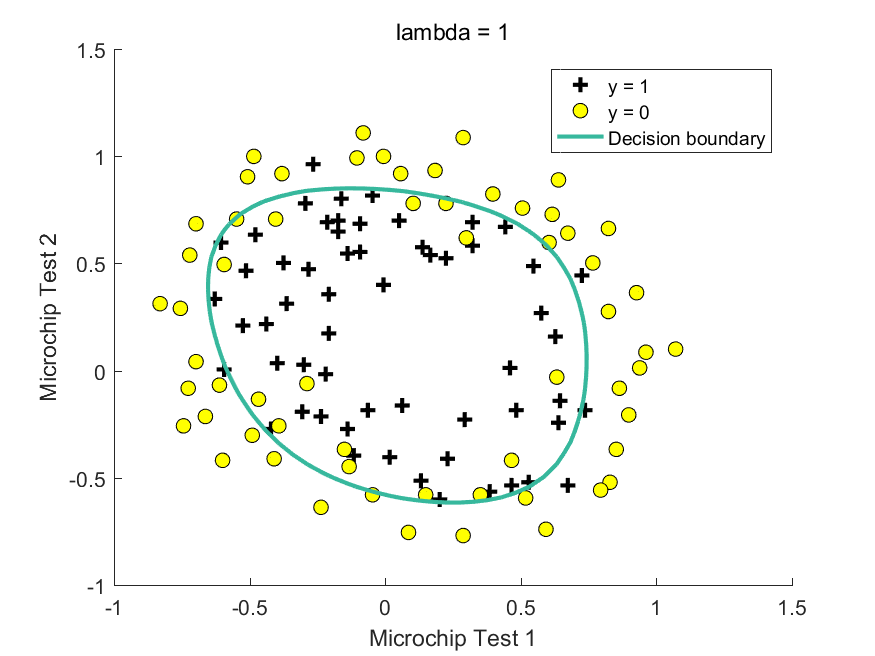 lambda = 1
y = 1
y = 0
Decision boundary
1.5
1
0.5
0
-0.5
-1
Microchip Test 2
-1 -0.5 0 0.5 1 1.5
Microchip Test 1